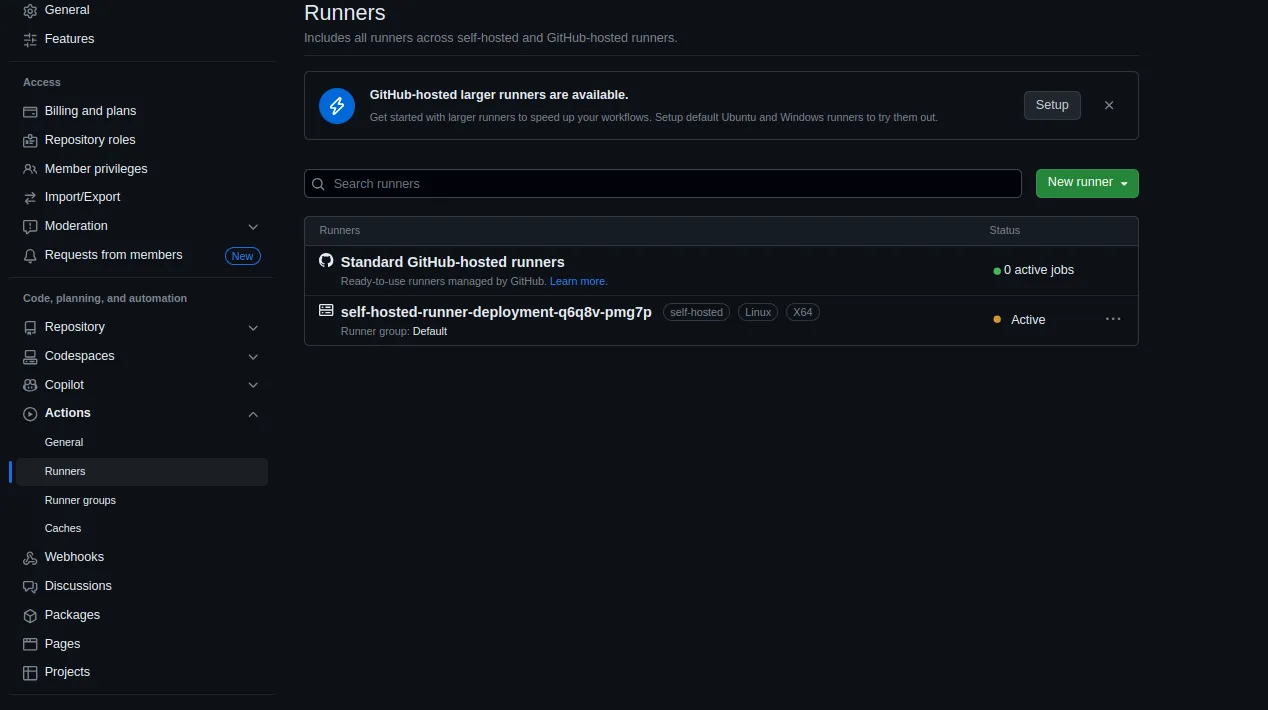 General
Features
Access
Billing and plans
Repository roles
Member privileges
Import/Export
Moderation
Requests from members New
Code, planning, and automation
Repository
Codespaces
Copilot
Actions
General
Runners
Runner groups
Caches
Webhooks
Discussions
Packages
Pages
Projects
Runners
Includes all runners across self-hosted and GitHub-hosted runners.
GitHub-hosted larger runners are available.
Get started with larger runners to speed up your workflows. Setup default Ubuntu and Windows runners to try them out.
Setup
Search runners
New runner
Runners Status
Standard GitHub-hosted runners
Ready-to-use runners managed by GitHub. Learn more.
0 active jobs
self-hosted-runner-deployment-q6q8v-pmg7p self-hosted Linux X64
Runner group: Default
Active